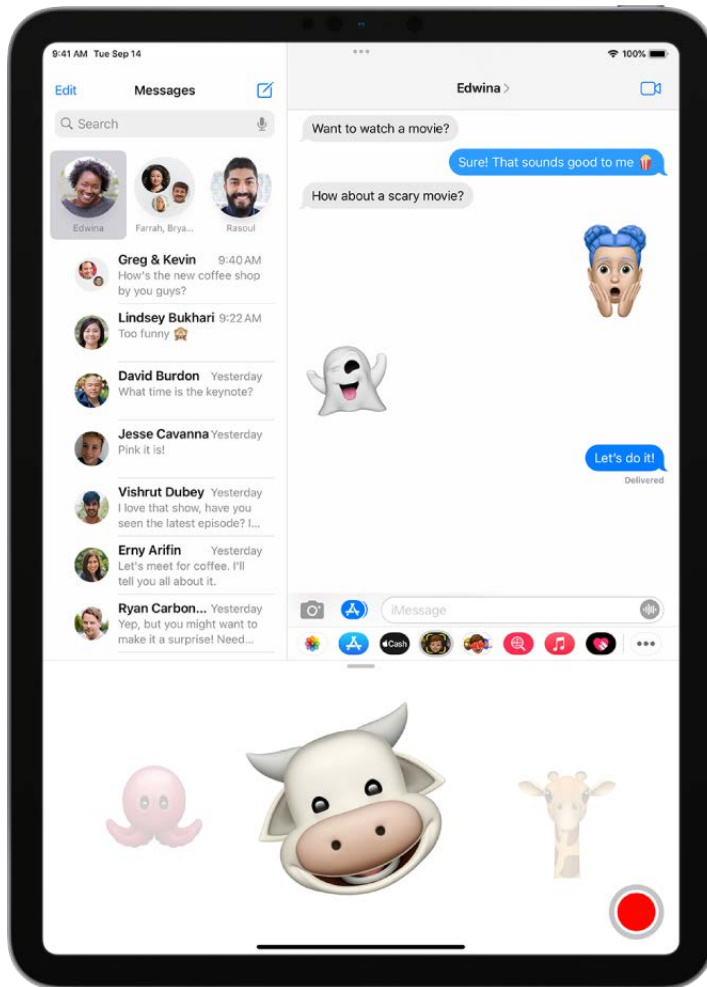 9:41 AM Tue Sep 14
100%
Edit
Messages
Search
Edwina
Farrah, Brya...
Rasoul
Greg & Kevin 9:40 AM
How's the new coffee shop
by you guys?
Lindsey Bukhari 9:22 AM
Too funny 🙈
David Burdon Yesterday
What time is the keynote?
Jesse Cavanna Yesterday
Pink it is!
Vishrut Dubey Yesterday
I love that show, have you
seen the latest episode? I...
Erny Arifin Yesterday
Let's meet for coffee. I'll
tell you all about it.
Ryan Carbon... Yesterday
Yep, but you might want to
make it a surprise! Need...
Edwina
Want to watch a movie?
Sure! That sounds good to me 🍿
How about a scary movie?
Let's do it!
Delivered
iMessage
Cash